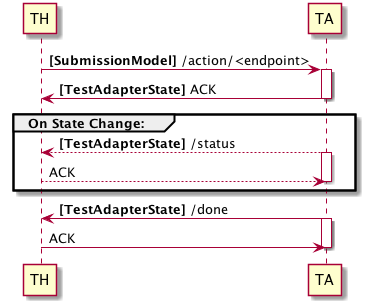 TH TA
[SubmissionModel] /action/<endpoint>
[TestAdapterState] ACK
On State Change:
[TestAdapterState] /status
ACK
[TestAdapterState] /done
ACK
TH TA